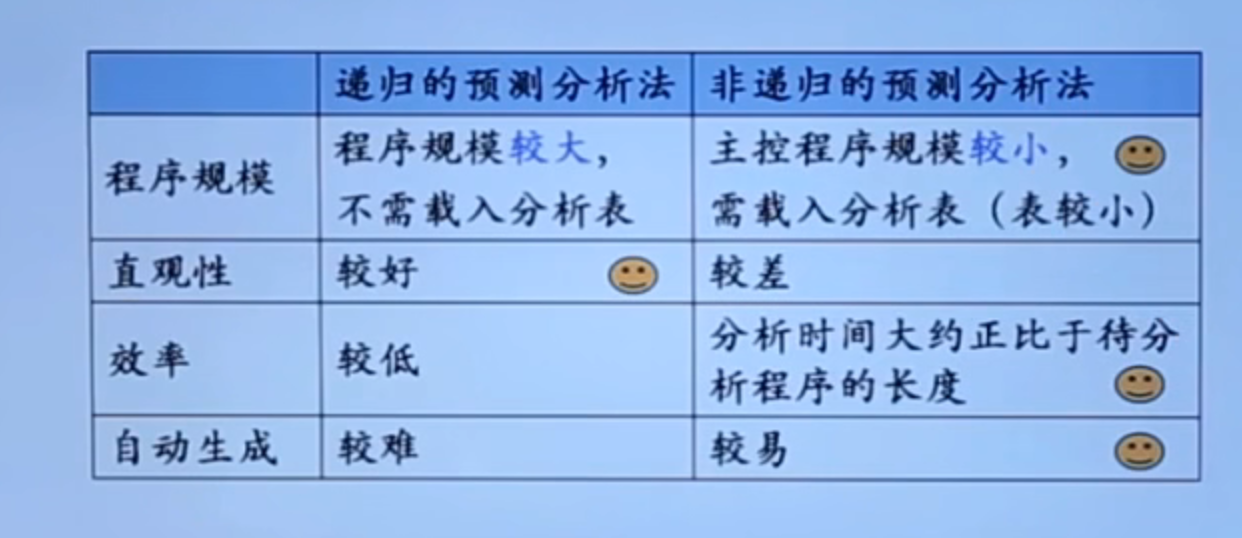 递归的预测分析法
非递归的预测分析法
程序规模
程序规模较大，
不需载入分析表
主控程序规模较小，
需载入分析表（表较小）
直观性
较好
较差
效率
较低
分析时间大约正比于待分
析程序的长度
自动生成
较难
较易